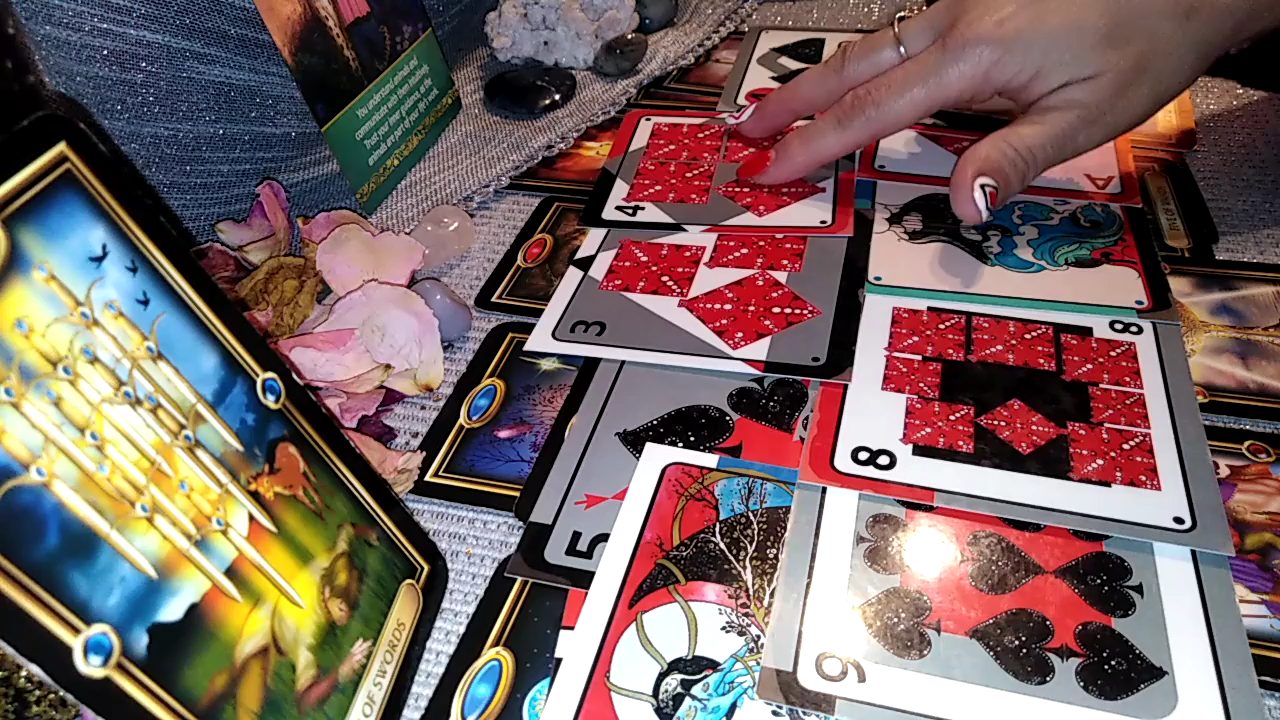 You understand animals and
communicate with them intuitively.
Trust your inner guidance, as the
animals are part of your life's work.
4
A
3
8
8
5
9
OF SWORDS